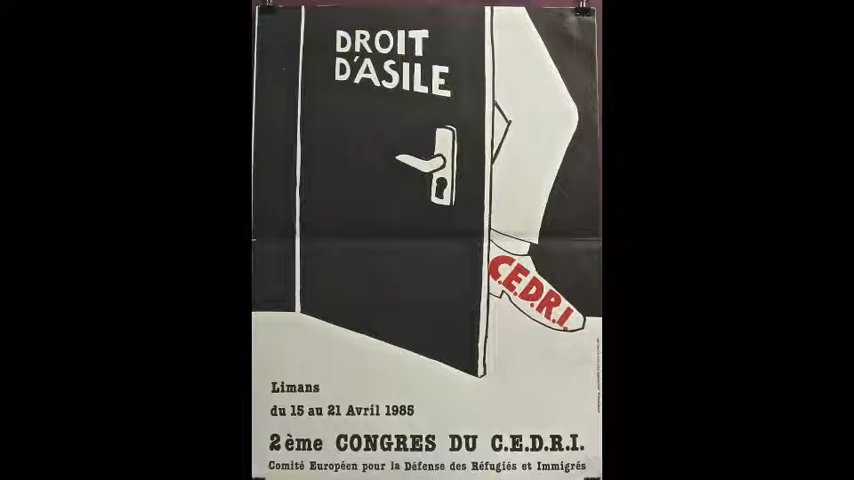 DROIT
D'ASILE
C.E.D.R.I.
Limans
du 15 au 21 Avril 1985
2ème CONGRES DU C.E.D.R.I.
Comité Européen pour la Défense des Réfugiés et Immigrés